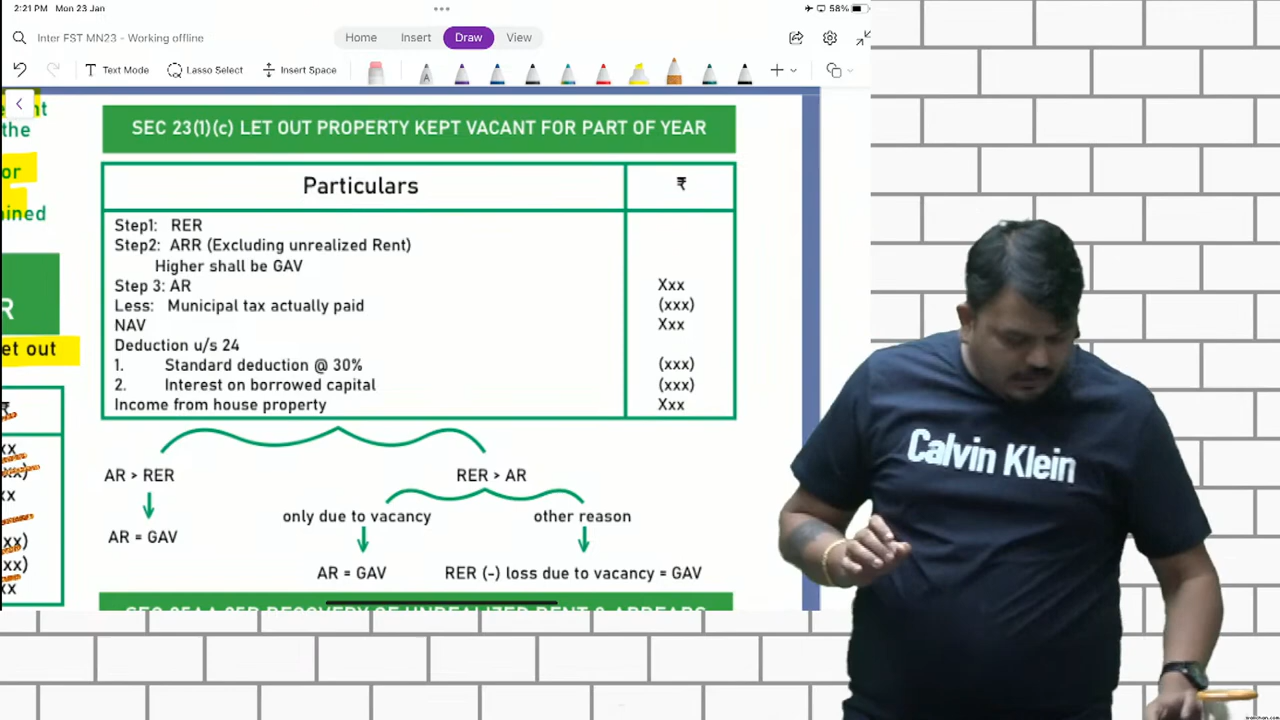 2:21 PM Mon 23 Jan
58%
Inter FST MN23 - Working offline
Home Insert Draw View
Text Mode Lasso Select Insert Space
the
or
ained
R
et out
SEC 23(1)(c) LET OUT PROPERTY KEPT VACANT FOR PART OF YEAR
Particulars ₹
Step1: RER
Step2: ARR (Excluding unrealized Rent)
Higher shall be GAV
Step 3: AR Xxx
Less: Municipal tax actually paid (xxx)
NAV Xxx
Deduction u/s 24
1. Standard deduction @ 30% (xxx)
2. Interest on borrowed capital (xxx)
Income from house property Xxx
AR > RER RER > AR
only due to vacancy other reason
AR = GAV
AR = GAV RER (-) loss due to vacancy = GAV
Calvin Klein